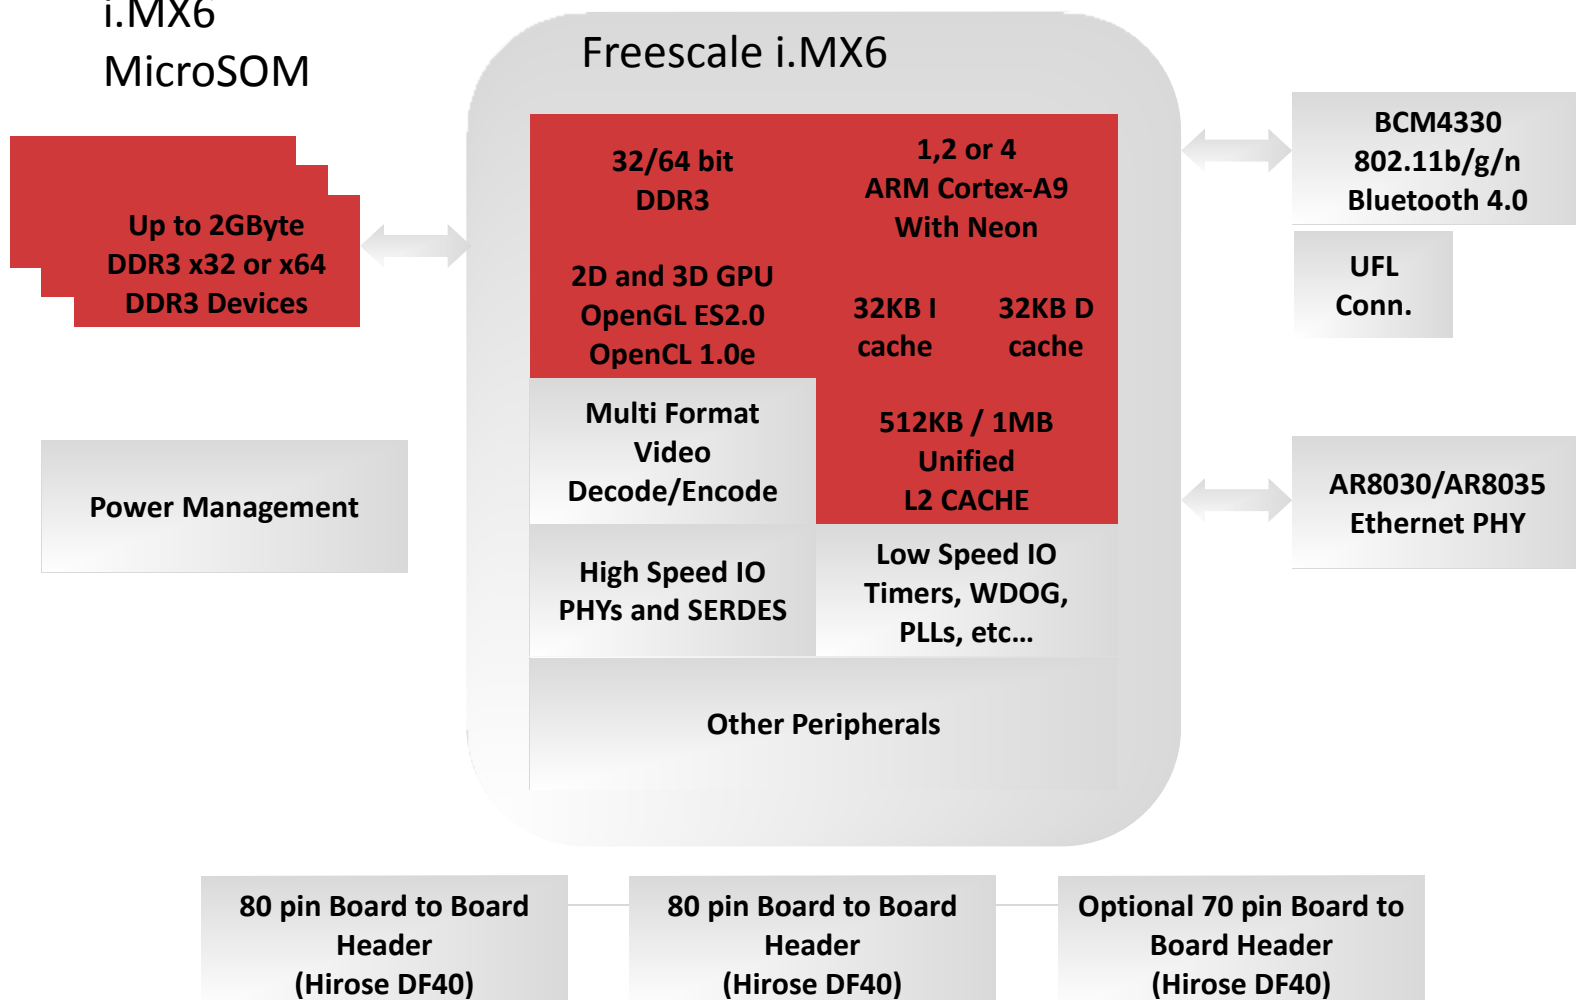 i.MX6
MicroSOM
Freescale i.MX6
Up to 2GByte
DDR3 x32 or x64
DDR3 Devices
32/64 bit
DDR3
1,2 or 4
ARM Cortex-A9
With Neon
2D and 3D GPU
OpenGL ES2.0
OpenCL 1.0e
32KB I
cache
32KB D
cache
Multi Format
Video
Decode/Encode
512KB / 1MB
Unified
L2 CACHE
High Speed IO
PHYs and SERDES
Low Speed IO
Timers, WDOG,
PLLs, etc...
Other Peripherals
BCM4330
802.11b/g/n
Bluetooth 4.0
UFL
Conn.
Power Management
AR8030/AR8035
Ethernet PHY
80 pin Board to Board
Header
(Hirose DF40)
80 pin Board to Board
Header
(Hirose DF40)
Optional 70 pin Board to
Board Header
(Hirose DF40)